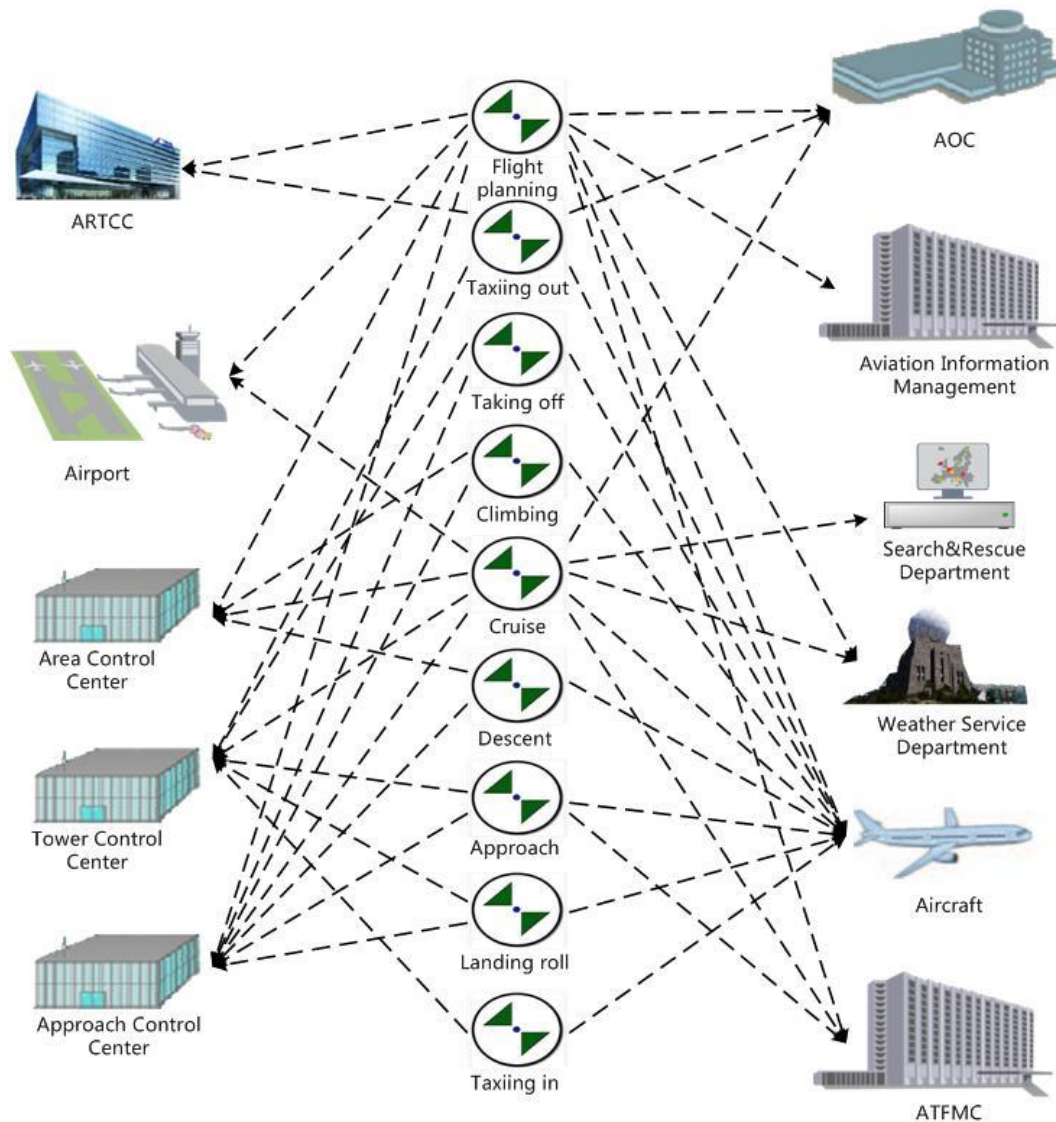 Flight
planning
ARTCC
AOC
Taxiing out
Aviation Information
Management
Taking off
Airport
Climbing
Search&Rescue
Department
Cruise
Area Control
Center
Descent
Weather Service
Department
Tower Control
Center
Approach
Aircraft
Landing roll
Approach Control
Center
Taxiing in
ATFMC